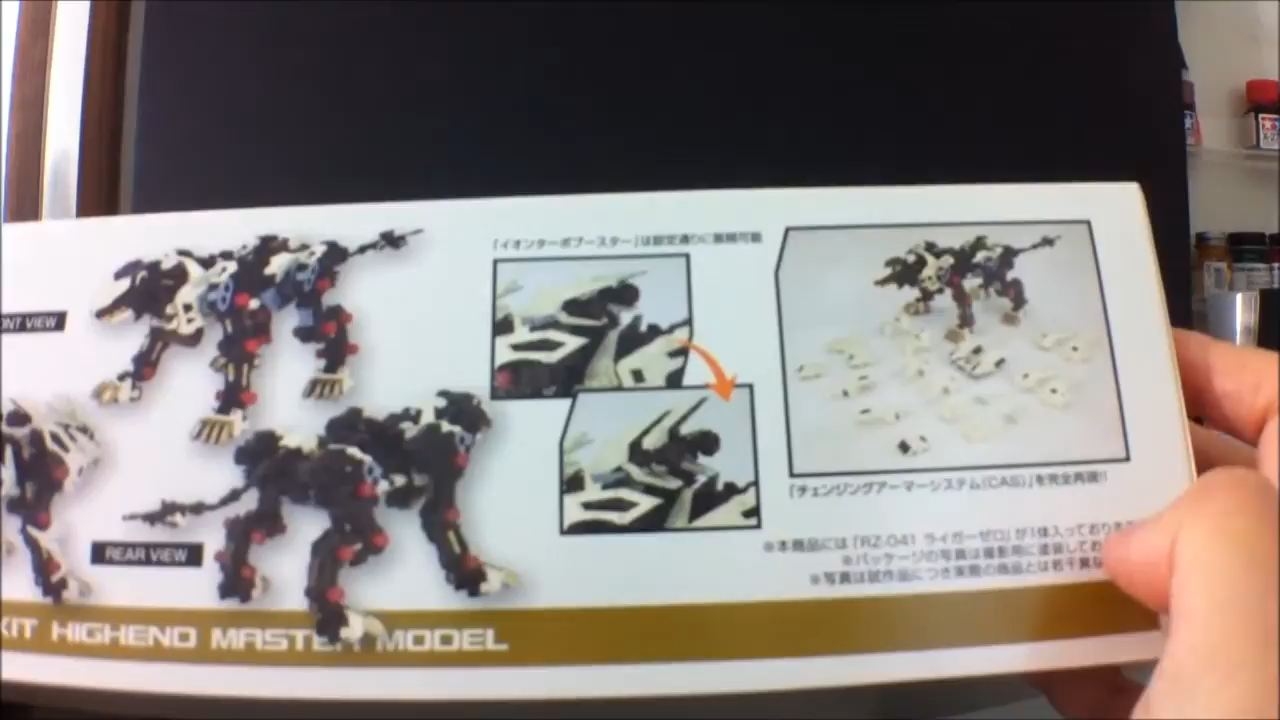 「イオンターボブースター」は設定通りに展開可能
ONT VIEW
REAR VIEW
「チェンジングアーマーシステム(CAS)」を完全再現!!
※本商品には「RZ-041 ライガーゼロ」が1体入っており
※パッケージの写真は撮影用に塗装してお
※写真は試作品につき実際の商品とは若干異な
KIT HIGHEND MASTER MODEL